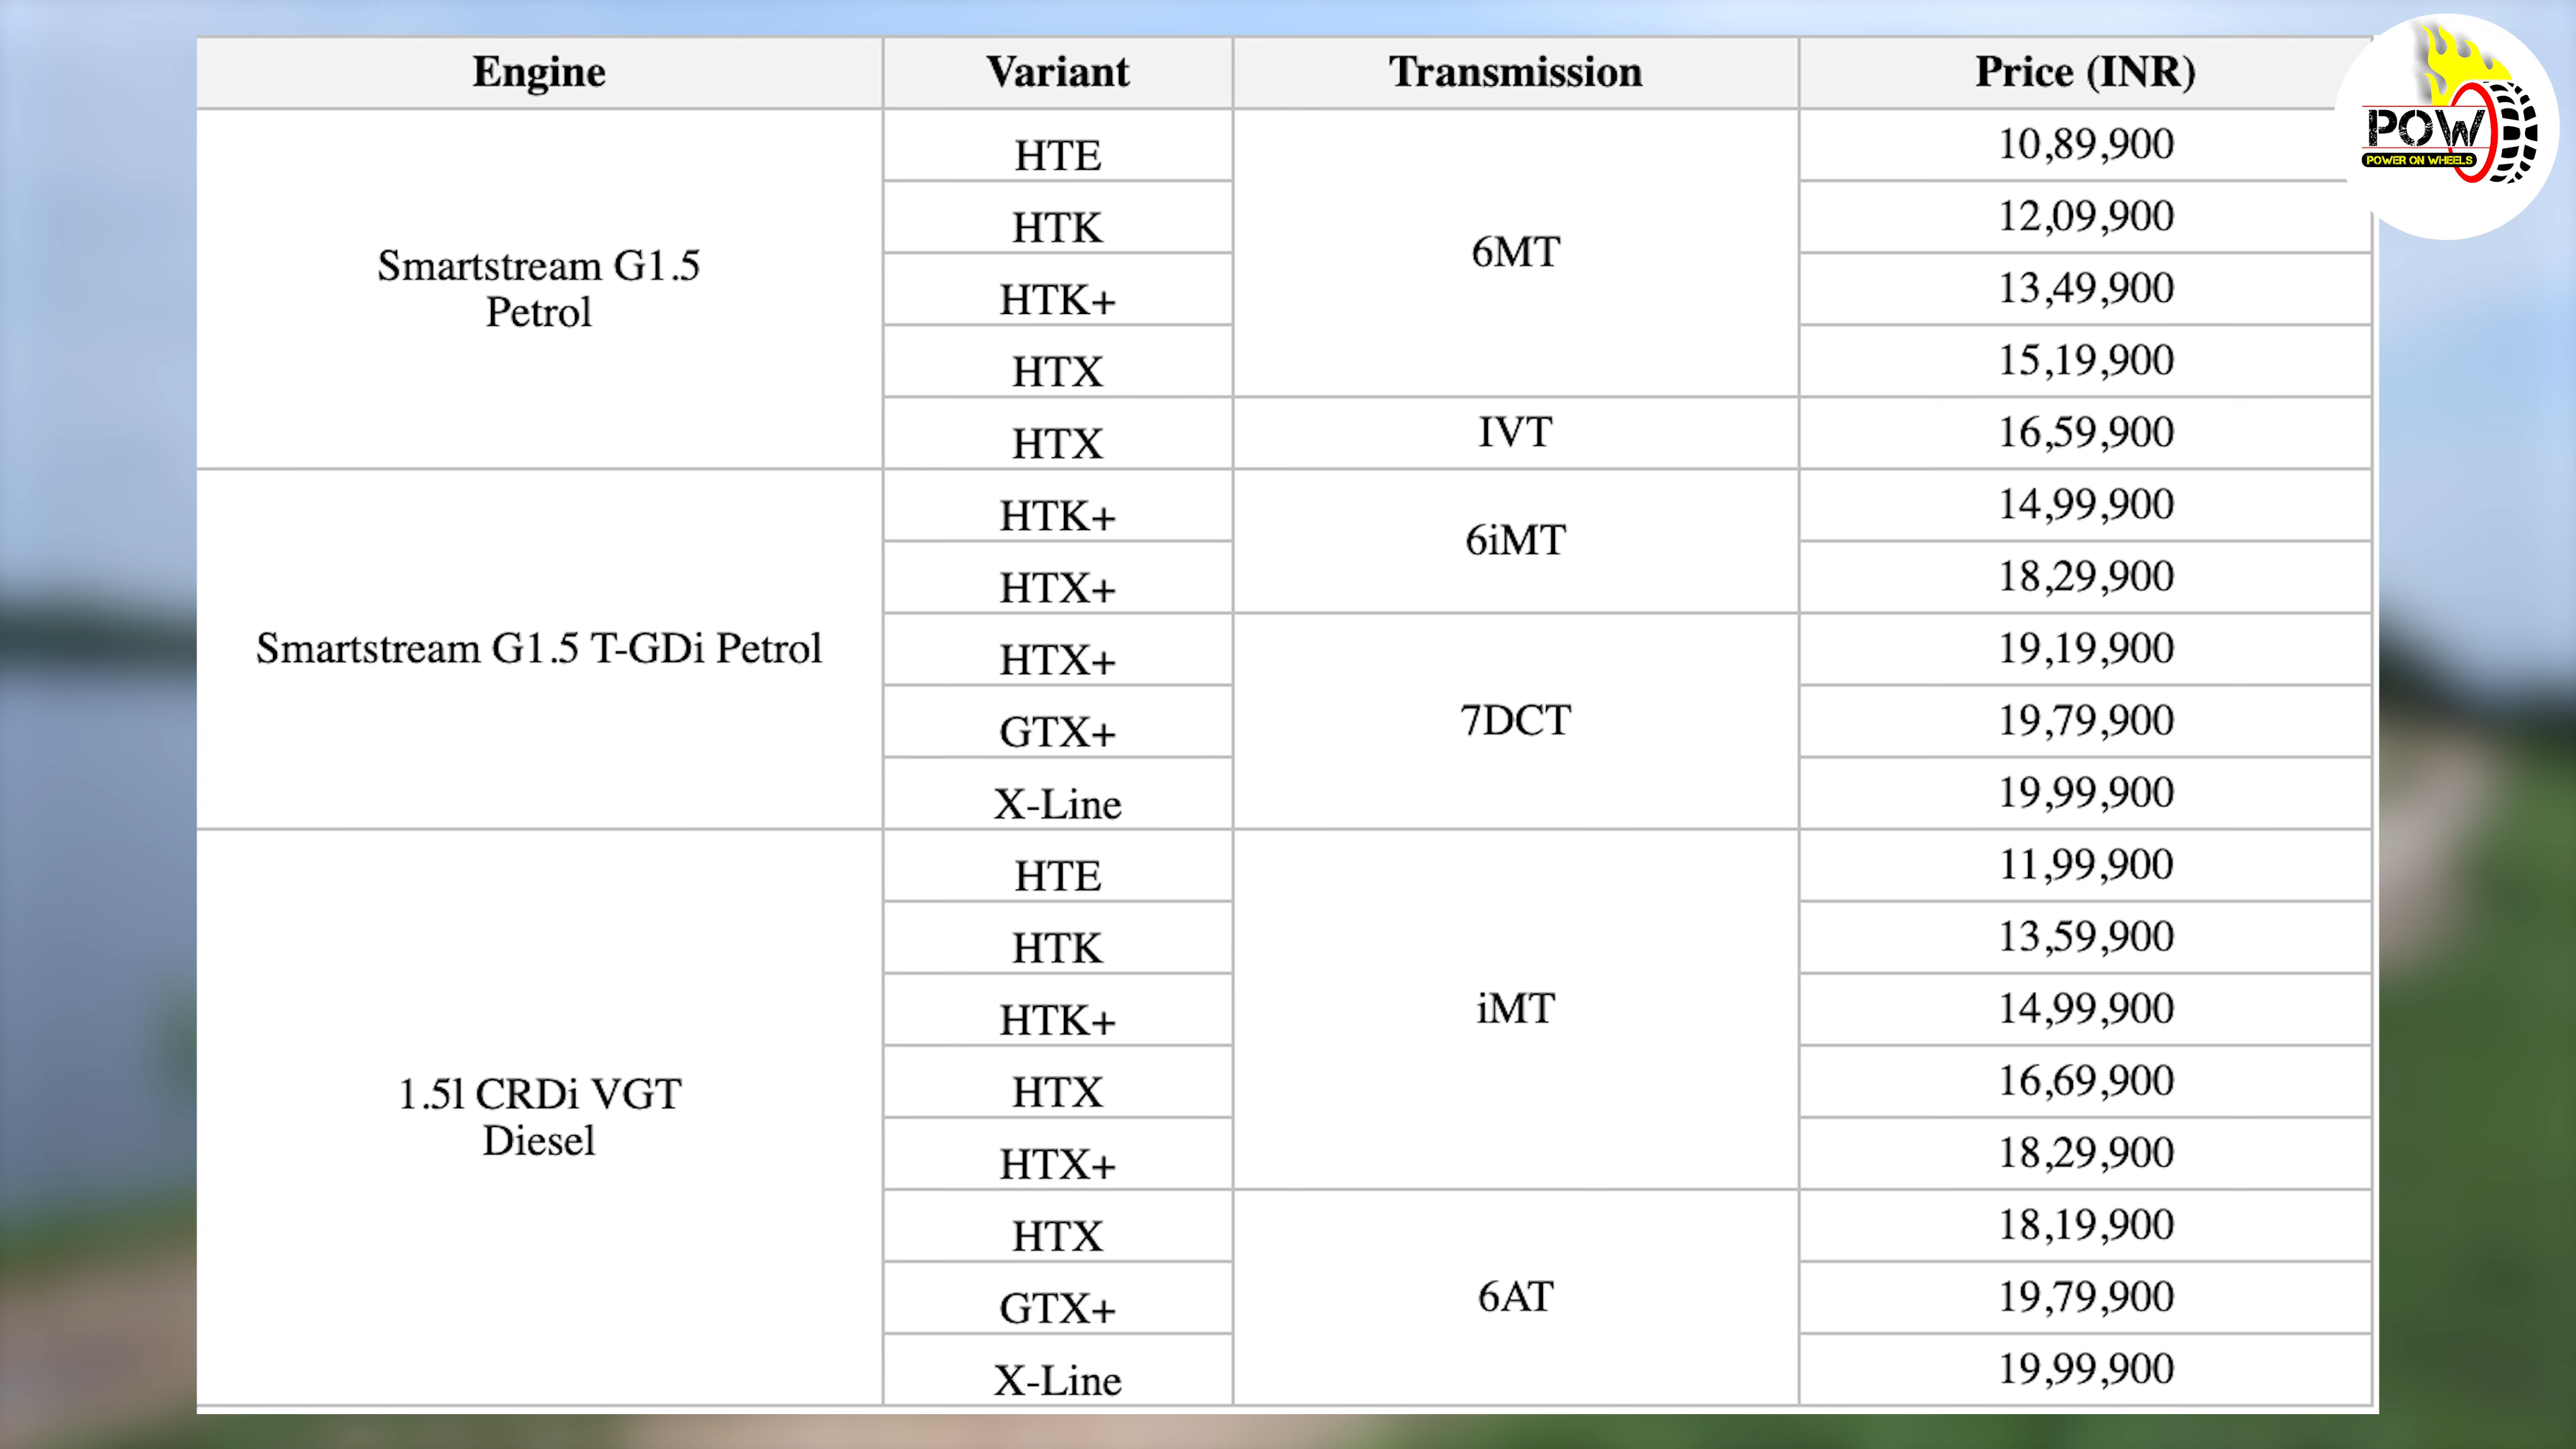 Engine Variant Transmission Price (INR)
Smartstream G1.5
Petrol
HTE 6MT 10,89,900
HTK 12,09,900
HTK+ 13,49,900
HTX 15,19,900
HTX IVT 16,59,900
Smartstream G1.5 T-GDi Petrol
HTK+ 6iMT 14,99,900
HTX+ 18,29,900
HTX+ 7DCT 19,19,900
GTX+ 19,79,900
X-Line 19,99,900
1.5l CRDi VGT
Diesel
HTE iMT 11,99,900
HTK 13,59,900
HTK+ 14,99,900
HTX 16,69,900
HTX+ 18,29,900
HTX 6AT 18,19,900
GTX+ 19,79,900
X-Line 19,99,900
POW
POWER ON WHEELS